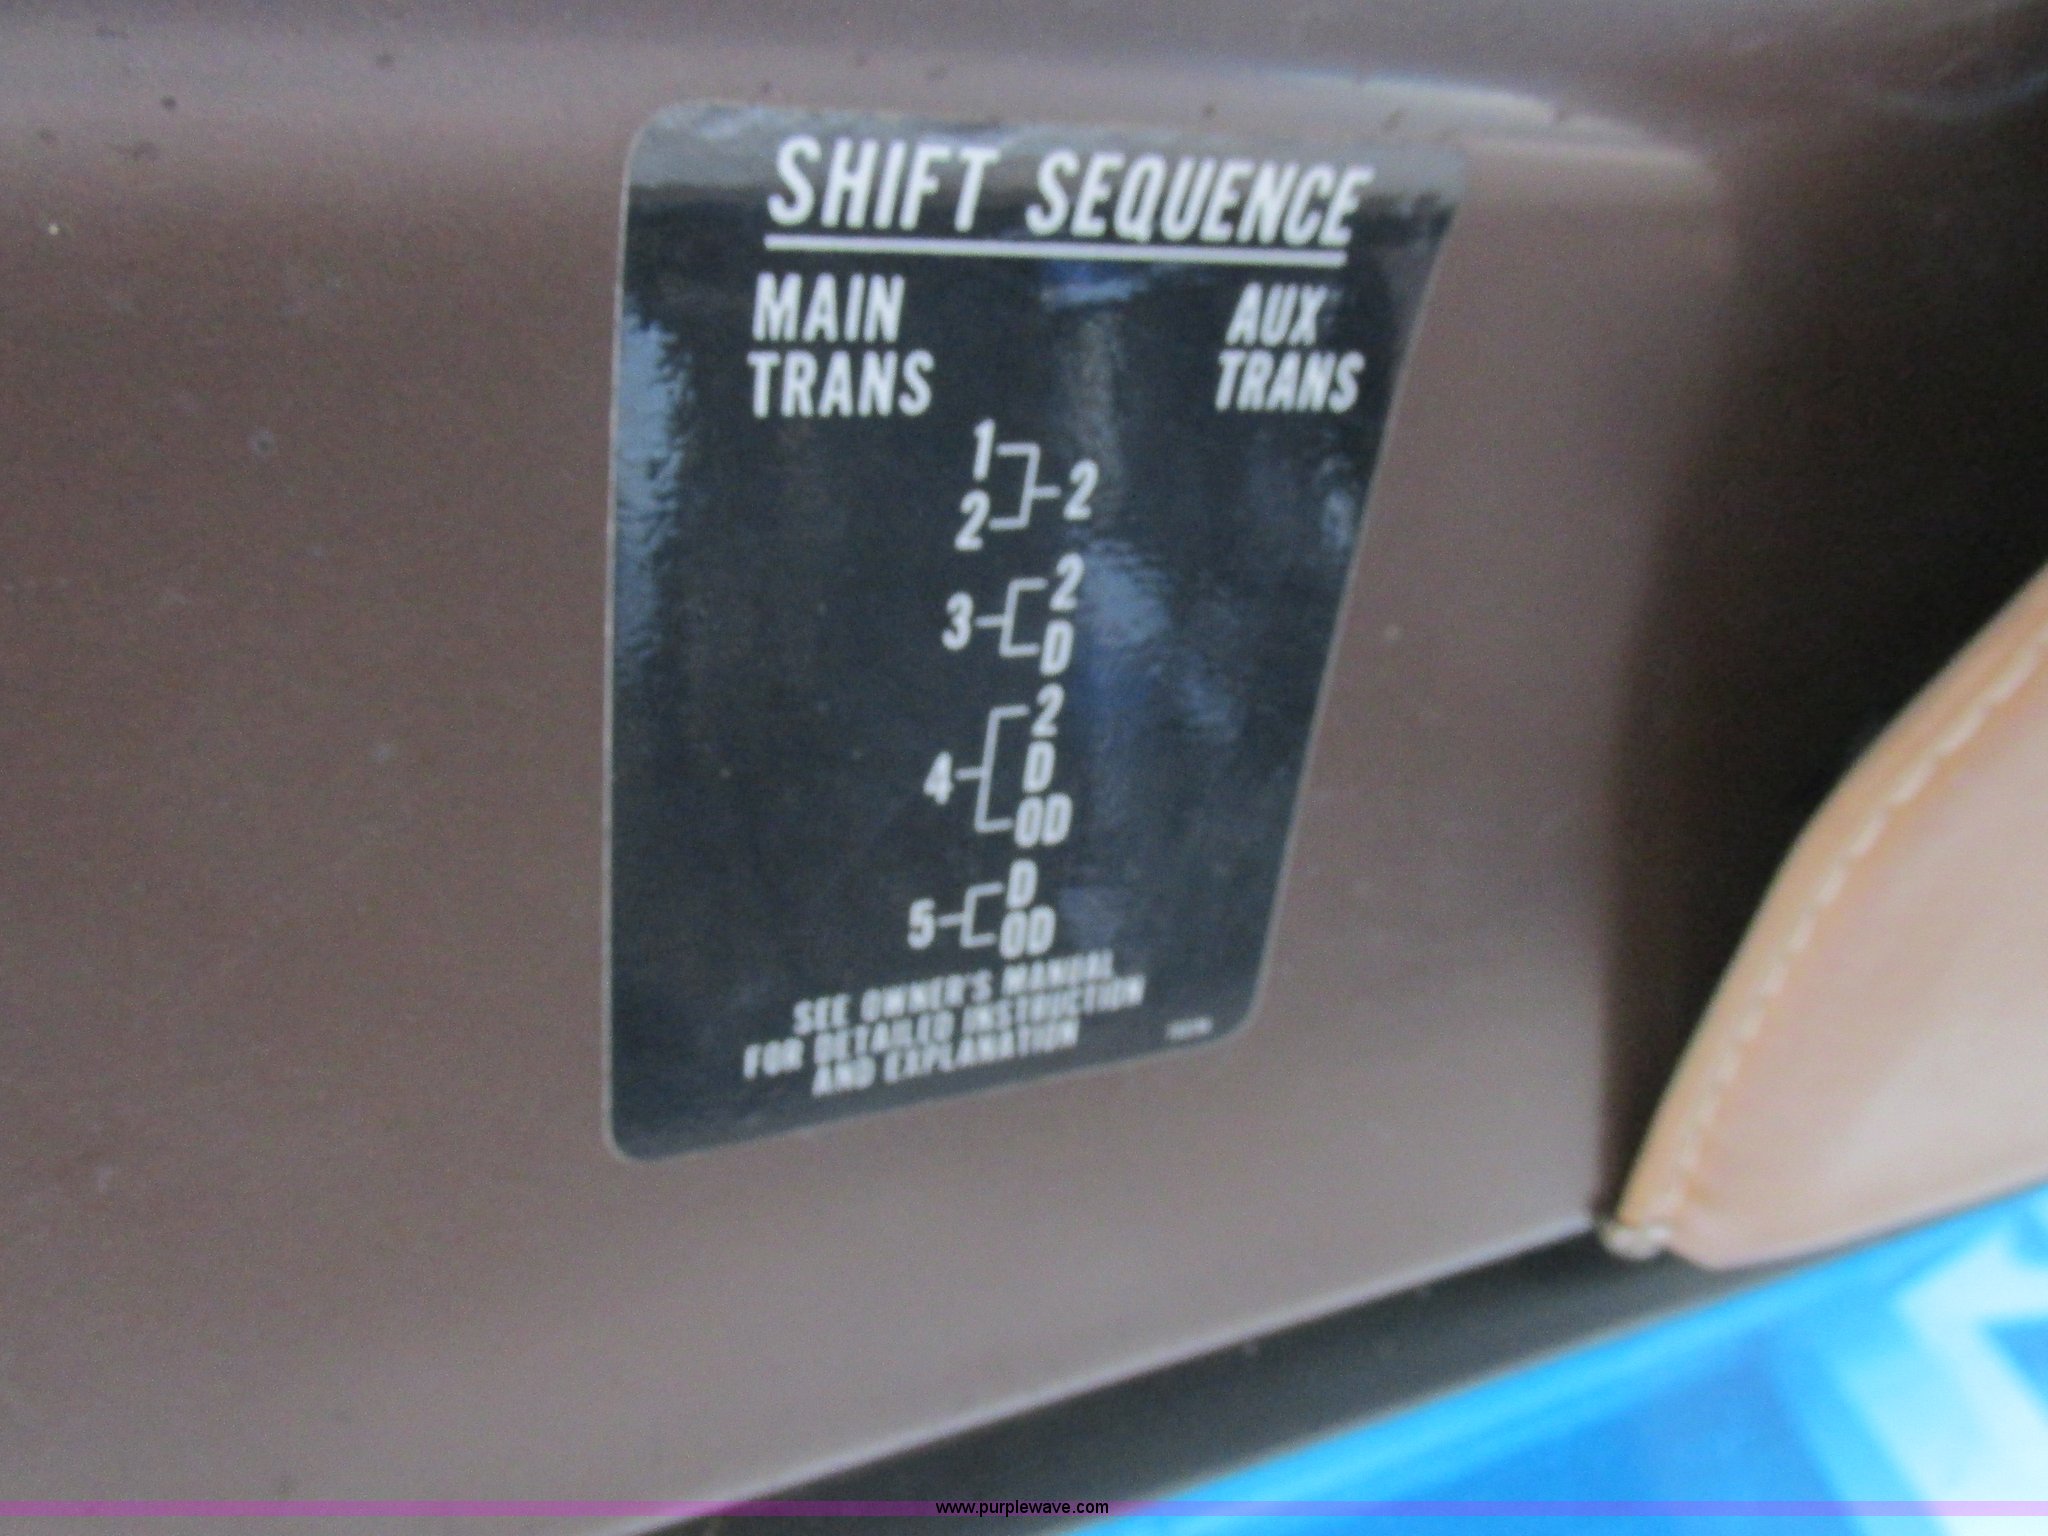 SHIFT SEQUENCE
MAIN AUX
TRANS TRANS
1
2
2
3
2
D
4
2
D
OD
5
D
OD
SEE OWNER'S MANUAL
FOR DETAILED INSTRUCTION
AND EXPLANATION
www.purplewave.com